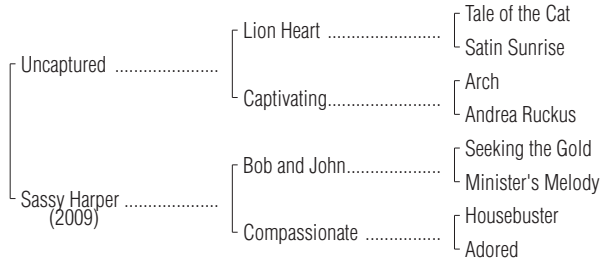 Tale of the Cat
Lion Heart ........................
Satin Sunrise
Uncaptured ......................
Arch
Captivating........................
Andrea Ruckus
Seeking the Gold
Bob and John....................
Minister's Melody
Sassy Harper ....................
(2009)
Housebuster
Compassionate ................
Adored